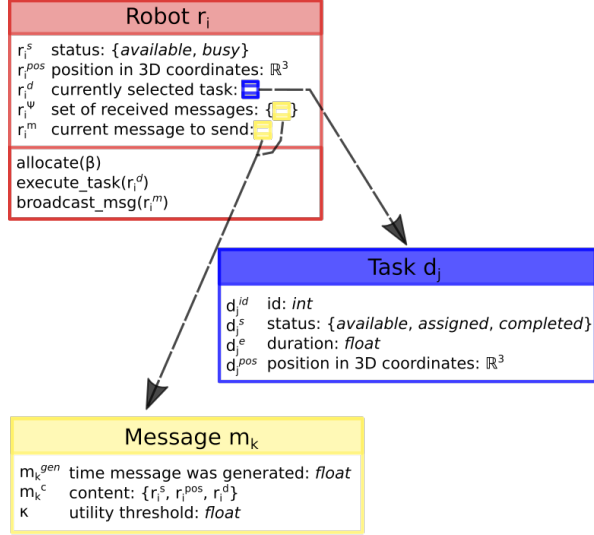 Robot rᵢ
rᵢˢ status: {available, busy}
rᵢᵖᵒˢ position in 3D coordinates: ℝ³
rᵢᵈ currently selected task:
rᵢᵠ set of received messages: { }
rᵢᵐ current message to send:
allocate(β)
execute_task(rᵢᵈ)
broadcast_msg(rᵢᵐ)
Task dⱼ
dⱼⁱᵈ id: int
dⱼˢ status: {available, assigned, completed}
dⱼᵉ duration: float
dⱼᵖᵒˢ position in 3D coordinates: ℝ³
Message mₖ
mₖᵍᵉⁿ time message was generated: float
mₖᶜ content: {rᵢˢ, rᵢᵖᵒˢ, rᵢᵈ}
κ utility threshold: float